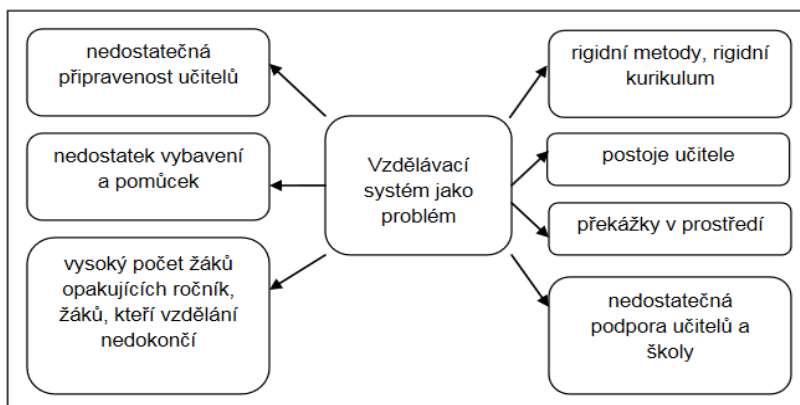 nedostatečná
připravenost učitelů
nedostatek vybavení
a pomůcek
vysoký počet žáků
opakujících ročník,
žáků, kteří vzdělání
nedokončí
Vzdělávací
systém jako
problém
rigidní metody, rigidní
kurikulum
postoje učitele
překážky v prostředí
nedostatečná
podpora učitelů a
školy